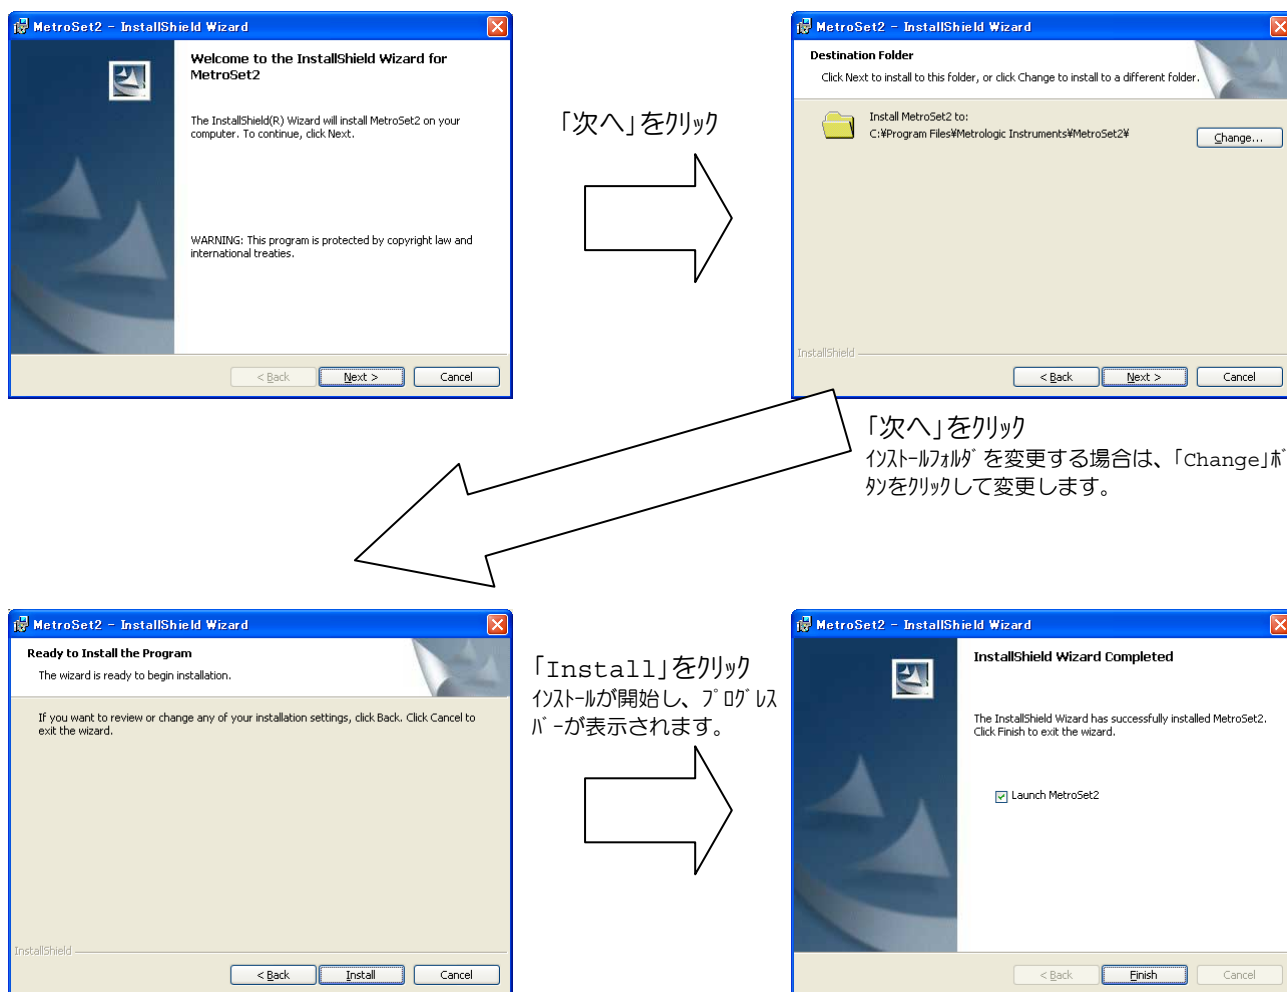 MetroSet2 - InstallShield Wizard
Welcome to the InstallShield Wizard for
MetroSet2
The InstallShield(R) Wizard will install MetroSet2 on your
computer. To continue, click Next.
WARNING: This program is protected by copyright law and
international treaties.
< Back
Next >
Cancel
「次へ」をｸﾘｯｸ
MetroSet2 - InstallShield Wizard
Destination Folder
Click Next to install to this folder, or click Change to install to a different folder.
Install MetroSet2 to:
C:¥Program Files¥Metrologic Instruments¥MetroSet2¥
Change...
InstallShield
< Back
Next >
Cancel
「次へ」をｸﾘｯｸ
ｲﾝｽﾄｰﾙﾌｫﾙﾀﾞを変更する場合は、「Change」ﾎﾞ
ﾀﾝをｸﾘｯｸして変更します。
MetroSet2 - InstallShield Wizard
Ready to Install the Program
The wizard is ready to begin installation.
If you want to review or change any of your installation settings, click Back. Click Cancel to
exit the wizard.
InstallShield
< Back
Install
Cancel
「Install」をｸﾘｯｸ
ｲﾝｽﾄｰﾙが開始し、ﾌﾟﾛｸﾞﾚｽ
ﾊﾞｰが表示されます。
MetroSet2 - InstallShield Wizard
InstallShield Wizard Completed
The InstallShield Wizard has successfully installed MetroSet2.
Click Finish to exit the wizard.
Launch MetroSet2
< Back
Finish
Cancel